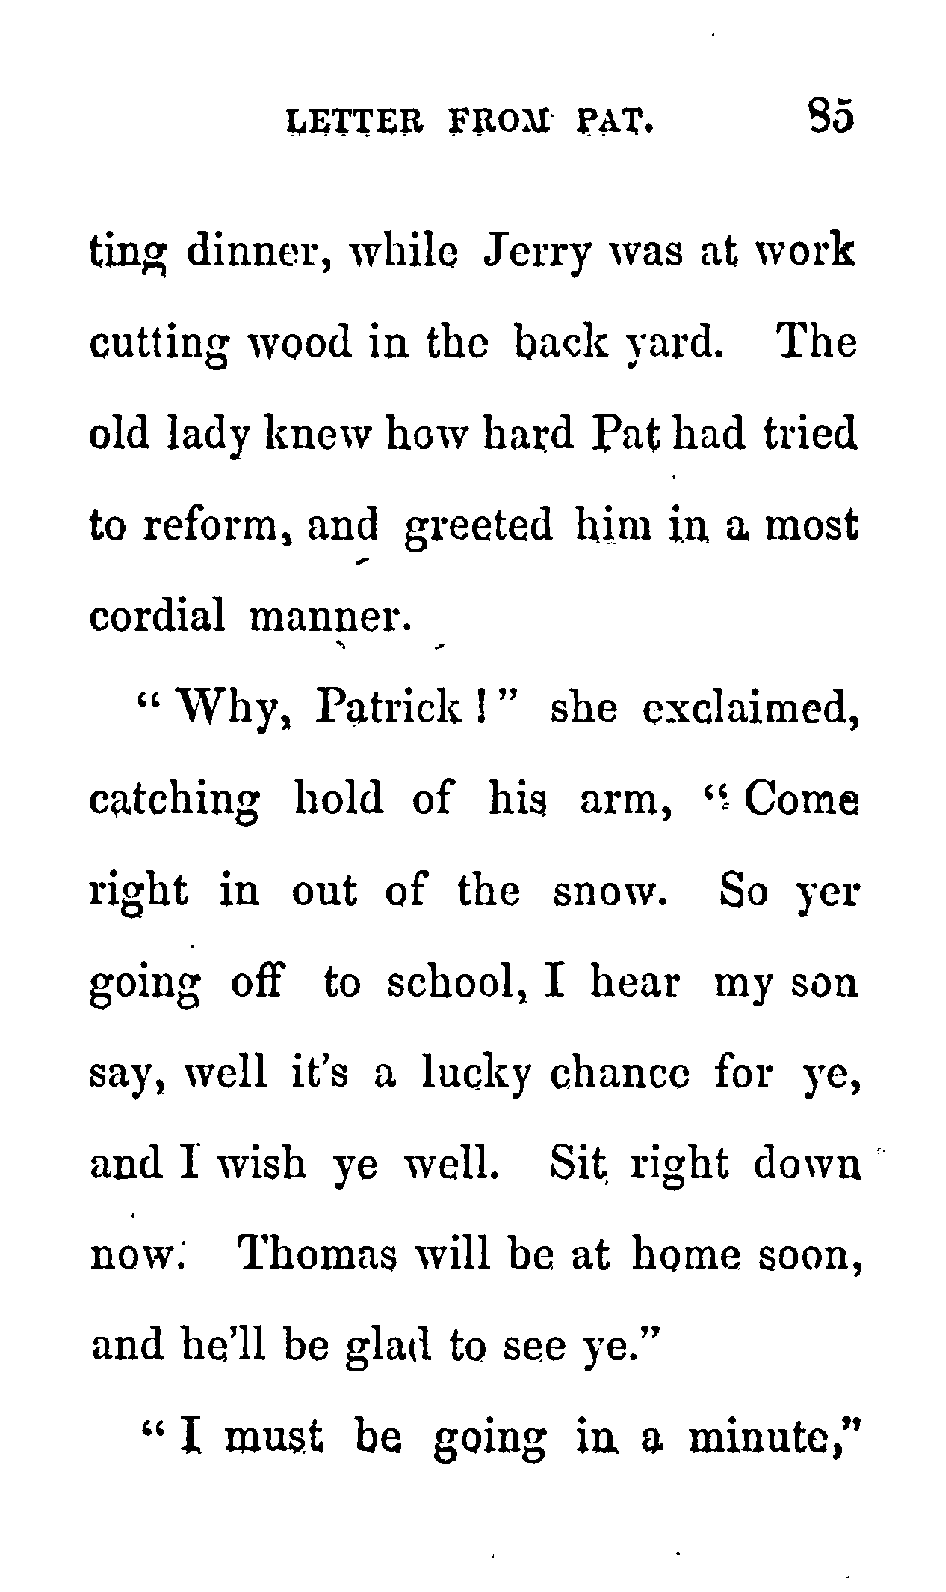 LETTER FROM PAT. 85
ting dinner, while Jerry was at work
cutting wood in the back yard. The
old lady knew how hard Pat had tried
to reform, and greeted him in a most
cordial manner.
“ Why, Patrick ! ” she exclaimed,
catching hold of his arm, “ Come
right in out of the snow. So yer
going off to school, I hear my son
say, well it’s a lucky chance for ye,
and I wish ye well. Sit right down
now. Thomas will be at home soon,
and he’ll be glad to see ye.”
“ I must be going in a minute,”